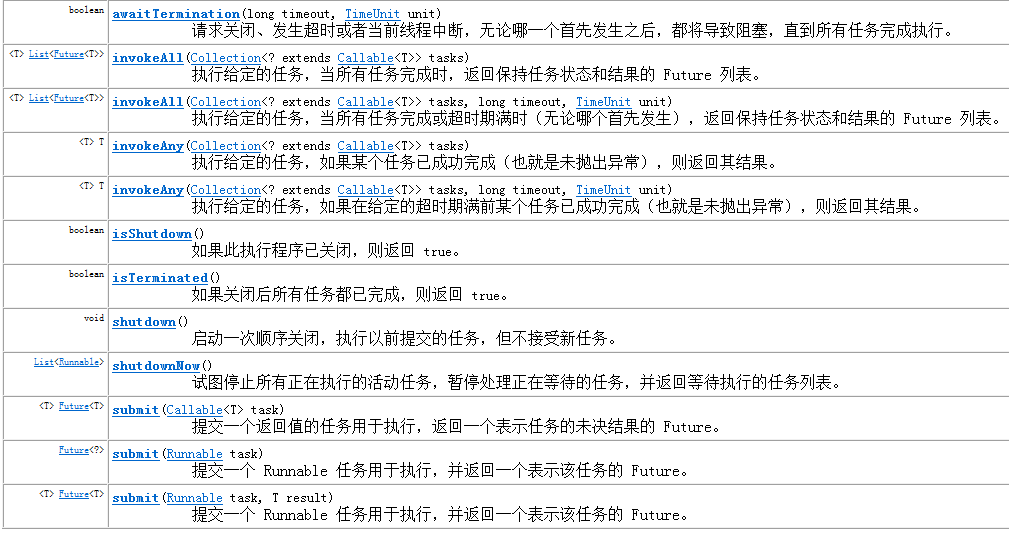 boolean awaitTermination(long timeout, TimeUnit unit)
请求关闭、发生超时或者当前线程中断，无论哪一个首先发生之后，都将导致阻塞，直到所有任务完成执行。
<T> List<Future<T>> invokeAll(Collection<? extends Callable<T>> tasks)
执行给定的任务，当所有任务完成时，返回保持任务状态和结果的 Future 列表。
<T> List<Future<T>> invokeAll(Collection<? extends Callable<T>> tasks, long timeout, TimeUnit unit)
执行给定的任务，当所有任务完成或超时期满时（无论哪个首先发生），返回保持任务状态和结果的 Future 列表。
<T> T invokeAny(Collection<? extends Callable<T>> tasks)
执行给定的任务，如果某个任务已成功完成（也就是未抛出异常），则返回其结果。
<T> T invokeAny(Collection<? extends Callable<T>> tasks, long timeout, TimeUnit unit)
执行给定的任务，如果在给定的超时期满前某个任务已成功完成（也就是未抛出异常），则返回其结果。
boolean isShutdown()
如果此执行程序已关闭，则返回 true。
boolean isTerminated()
如果关闭后所有任务都已完成，则返回 true。
void shutdown()
启动一次顺序关闭，执行以前提交的任务，但不接受新任务。
List<Runnable> shutdownNow()
试图停止所有正在执行的活动任务，暂停处理正在等待的任务，并返回等待执行的任务列表。
<T> Future<T> submit(Callable<T> task)
提交一个返回值的任务用于执行，返回一个表示任务的未决结果的 Future。
Future<?> submit(Runnable task)
提交一个 Runnable 任务用于执行，并返回一个表示该任务的 Future。
<T> Future<T> submit(Runnable task, T result)
提交一个 Runnable 任务用于执行，并返回一个表示该任务的 Future。